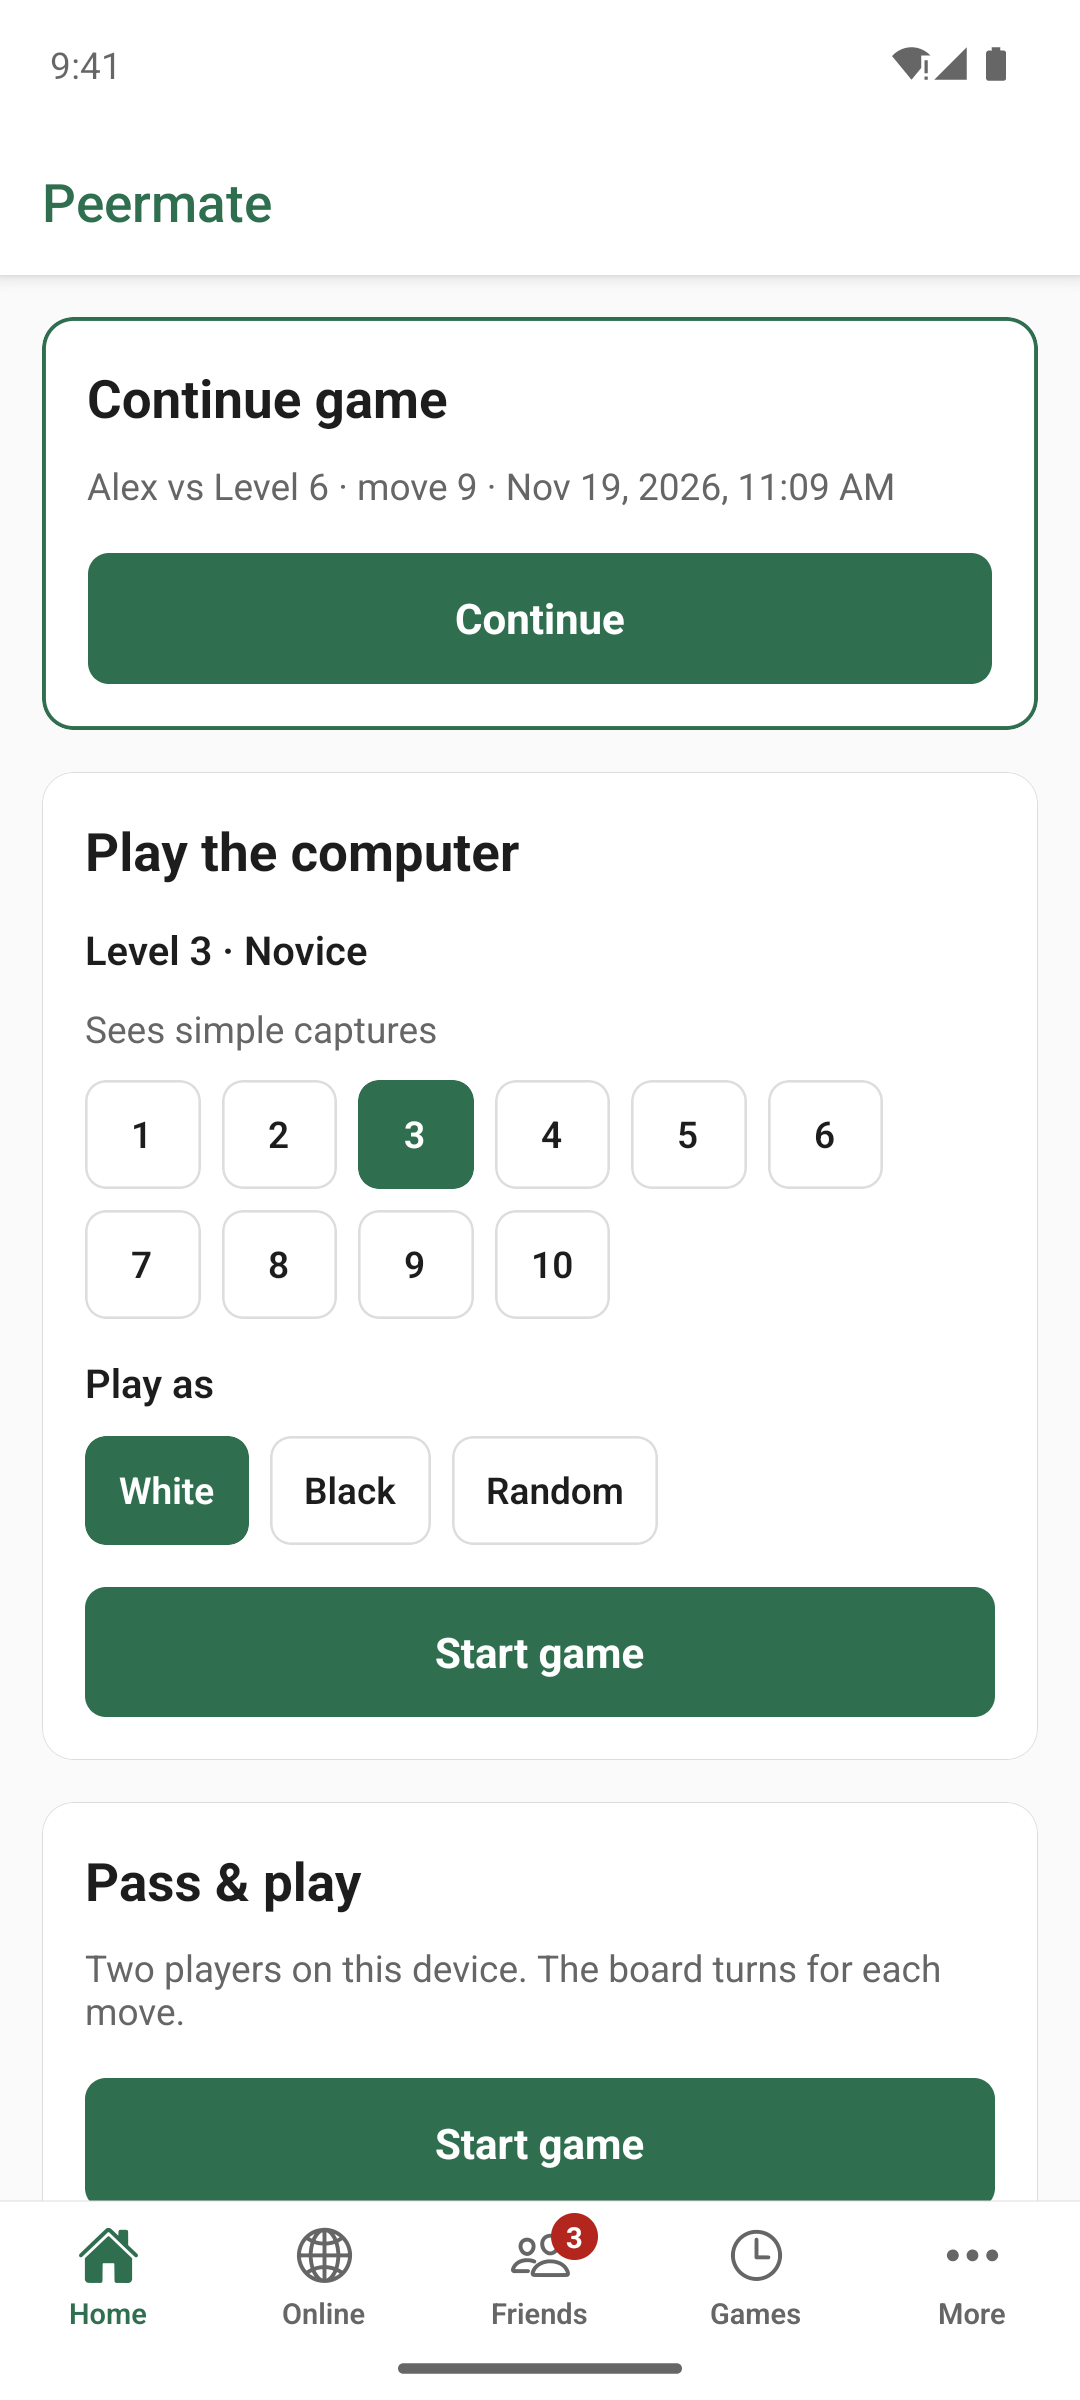 9:41
Peermate
Continue game
Alex vs Level 6 · move 9 · Nov 19, 2026, 11:09 AM
Continue
Play the computer
Level 3 · Novice
Sees simple captures
1 2 3 4 5 6
7 8 9 10
Play as
White Black Random
Start game
Pass & play
Two players on this device. The board turns for each
move.
Start game
3
Home Online Friends Games More